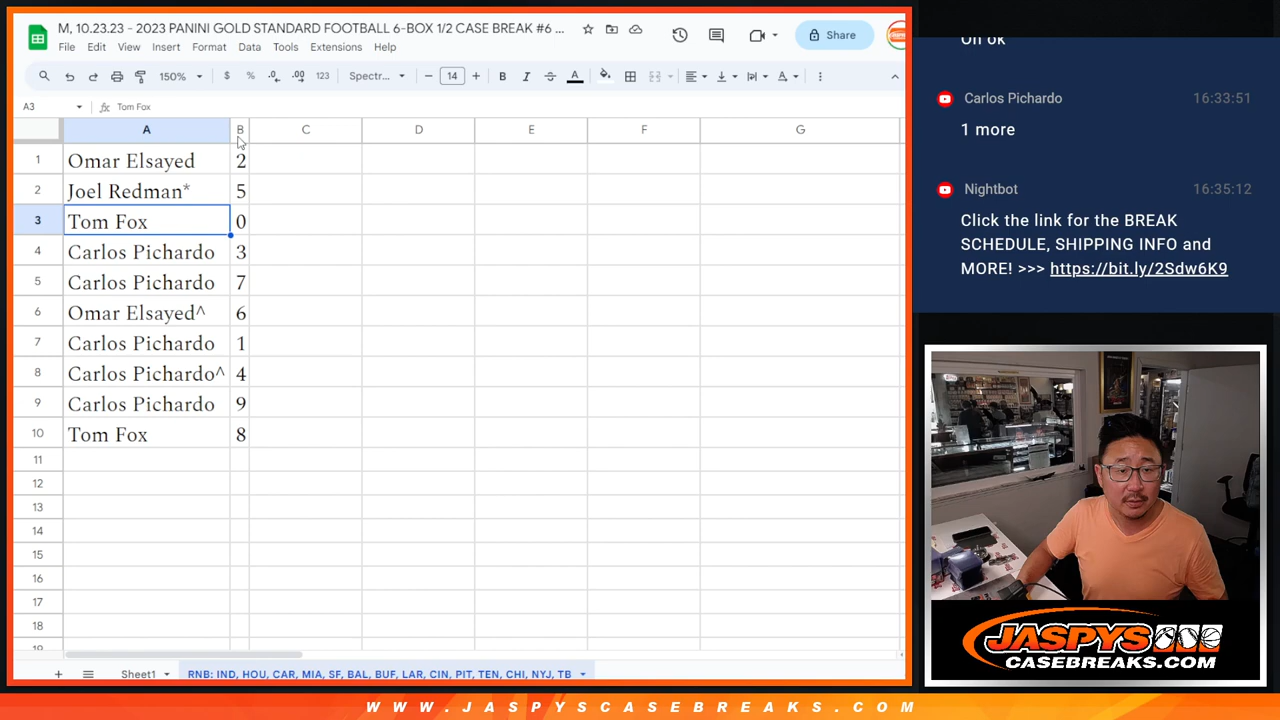 M, 10.23.23 - 2023 PANINI GOLD STANDARD FOOTBALL 6-BOX 1/2 CASE BREAK #6 ...
File Edit View Insert Format Data Tools Extensions Help
Share
150% $ % .0 .00 123 Spectr... − 14 + B I A
A3 fx Tom Fox
A B C D E F G
1 Omar Elsayed 2
2 Joel Redman* 5
3 Tom Fox 0
4 Carlos Pichardo 3
5 Carlos Pichardo 7
6 Omar Elsayed^ 6
7 Carlos Pichardo 1
8 Carlos Pichardo^ 4
9 Carlos Pichardo 9
10 Tom Fox 8
11
12
13
14
15
16
17
18
19
+ Sheet1 RNB: IND, HOU, CAR, MIA, SF, BAL, BUF, LAR, CIN, PIT, TEN, CHI, NYJ, TB
Oh ok
Carlos Pichardo 16:33:51
1 more
Nightbot 16:35:12
Click the link for the BREAK
SCHEDULE, SHIPPING INFO and
MORE! >>> https://bit.ly/2Sdw6K9
JASPYS
CASEBREAKS.COM
WWW.JASPYSCASEBREAKS.COM